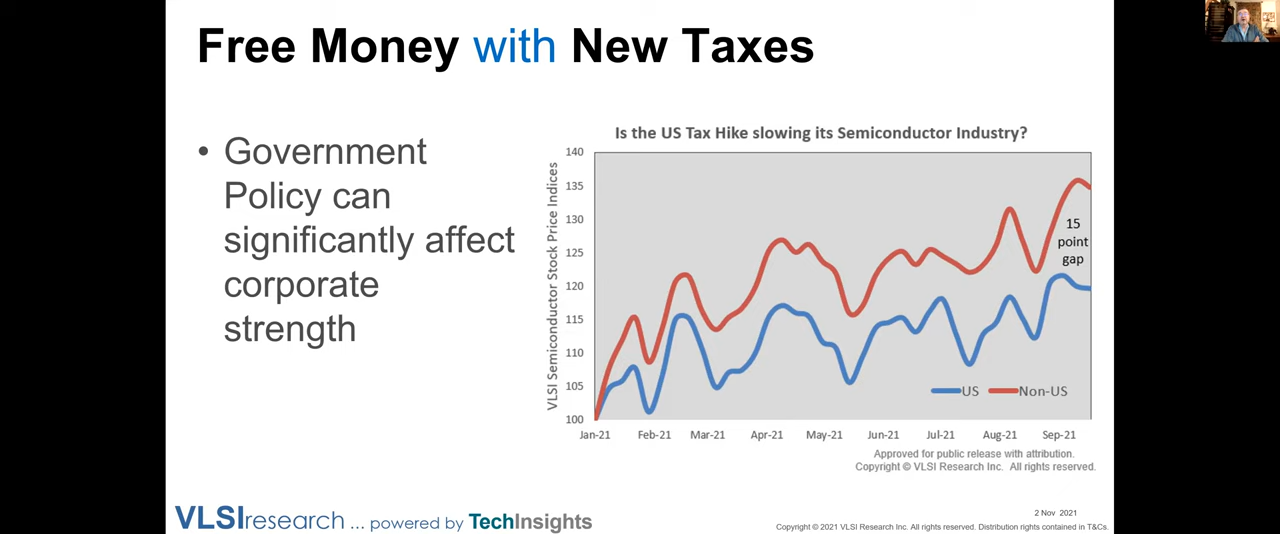 Free Money with New Taxes
• Government
Policy can
significantly affect
corporate
strength
Is the US Tax Hike slowing its Semiconductor Industry?
VLSI Semiconductor Stock Price Indices
140
135
130
125
120
115
110
105
100
15
point
gap
US
Non-US
Jan-21
Feb-21
Mar-21
Apr-21
May-21
Jun-21
Jul-21
Aug-21
Sep-21
Approved for public release with attribution.
Copyright © VLSI Research Inc. All rights reserved.
VLSIresearch ... powered by TechInsights
2 Nov 2021
Copyright © 2021 VLSI Research Inc. All rights reserved. Distribution rights contained in T&Cs.